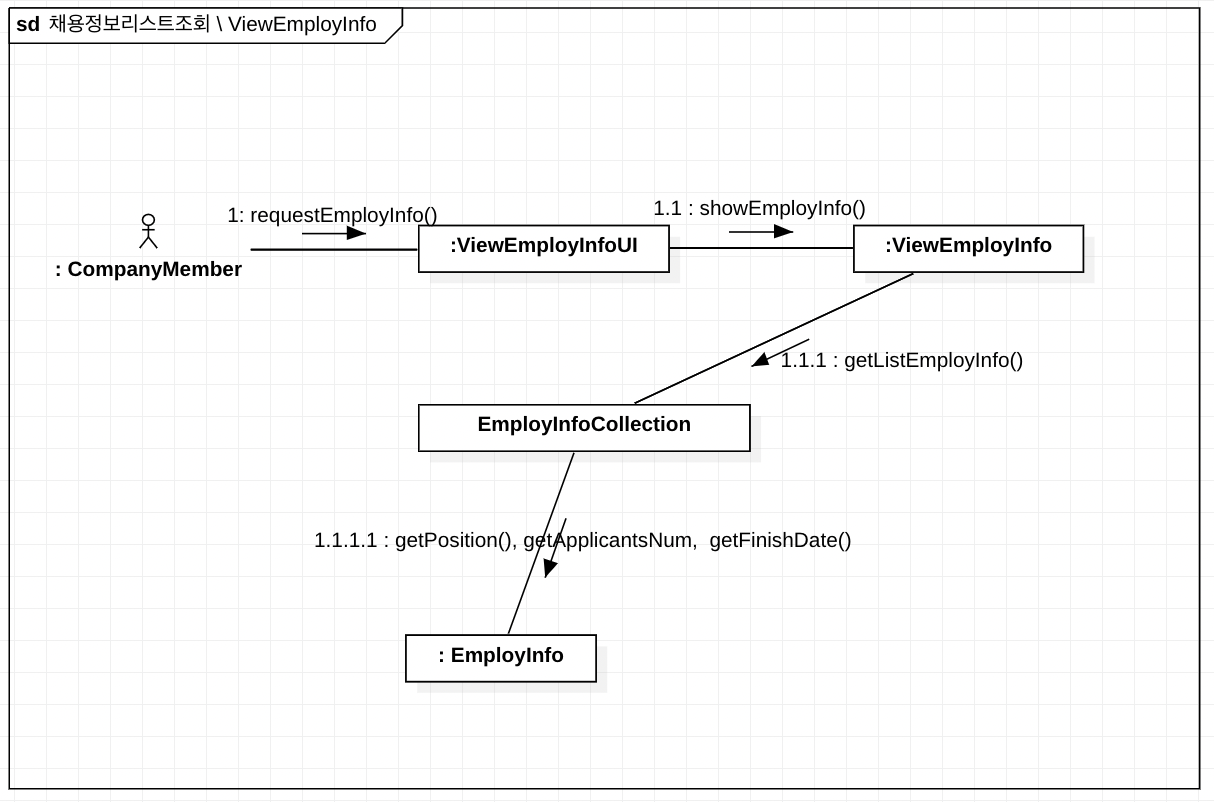 sd 채용정보리스트조회 \ ViewEmployInfo
1: requestEmployInfo()
1.1 : showEmployInfo()
: CompanyMember
:ViewEmployInfoUI
:ViewEmployInfo
1.1.1 : getListEmployInfo()
EmployInfoCollection
1.1.1.1 : getPosition(), getApplicantsNum,  getFinishDate()
: EmployInfo